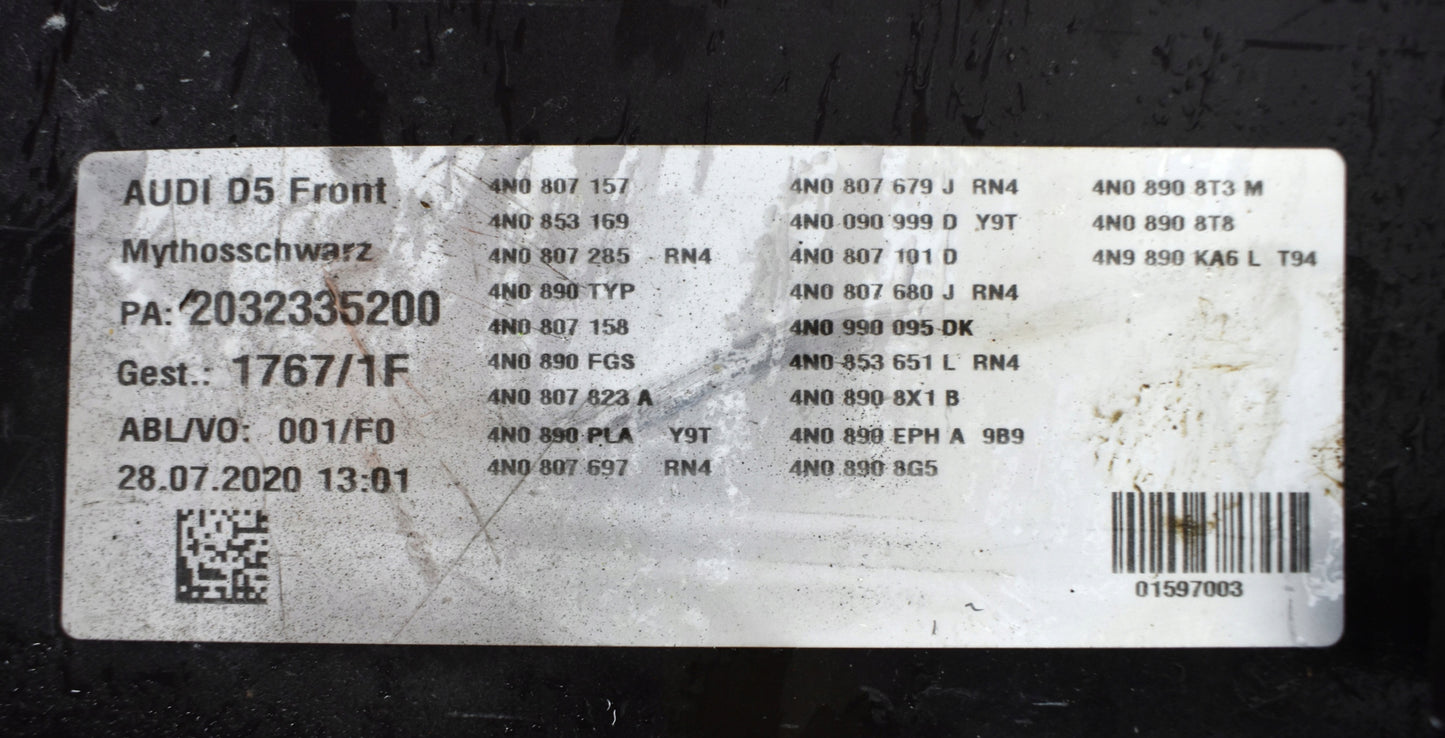 AUDI D5 Front
Mythosschwarz
PA: 2032335200
Gest.: 1767/1F
ABL/VO: 001/F0
28.07.2020 13:01
4N0 807 157
4N0 853 169
4N0 807 285 RN4
4N0 890 TYP
4N0 807 158
4N0 890 FGS
4N0 807 823 A
4N0 890 PLA Y9T
4N0 807 697 RN4
4N0 807 679 J RN4
4N0 090 999 D Y9T
4N0 807 101 D
4N0 807 680 J RN4
4N0 990 095 DK
4N0 853 651 L RN4
4N0 890 8X1 B
4N0 890 EPH A 9B9
4N0 890 8G5
4N0 890 8T3 M
4N0 890 8T8
4N9 890 KA6 L T94
01597003